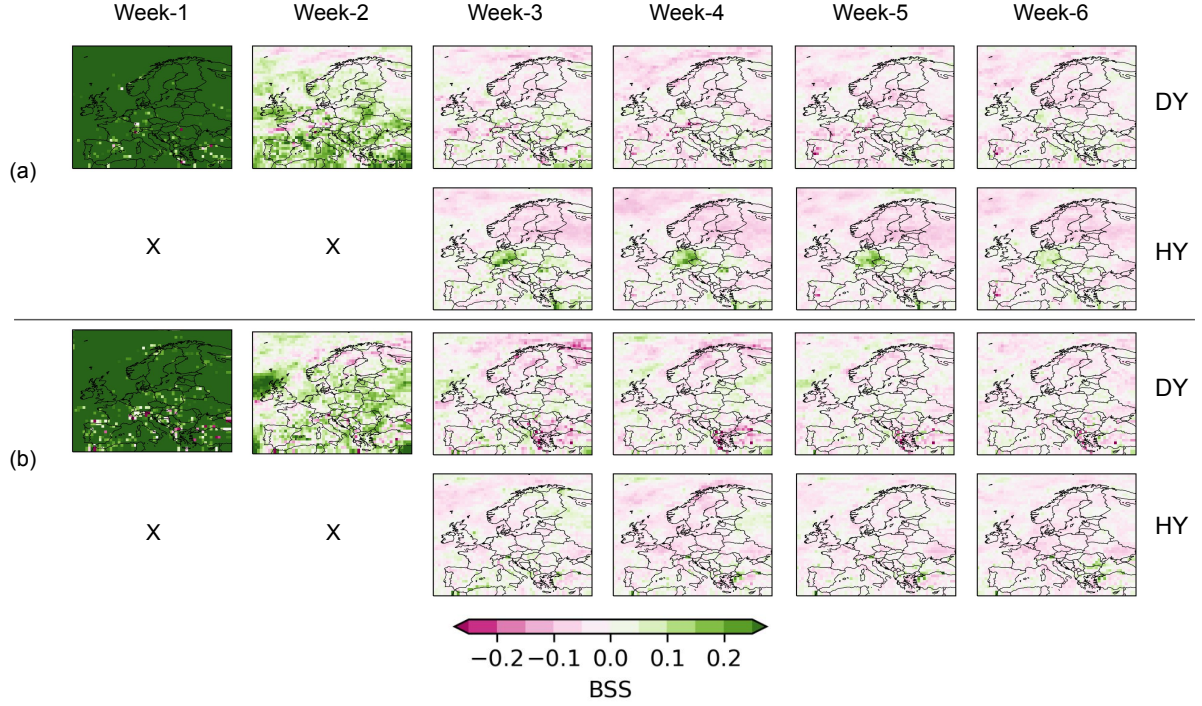 Week-1 Week-2 Week-3 Week-4 Week-5 Week-6
DY
(a)
X X HY
DY
(b)
X X HY
−0.2 −0.1 0.0 0.1 0.2
BSS